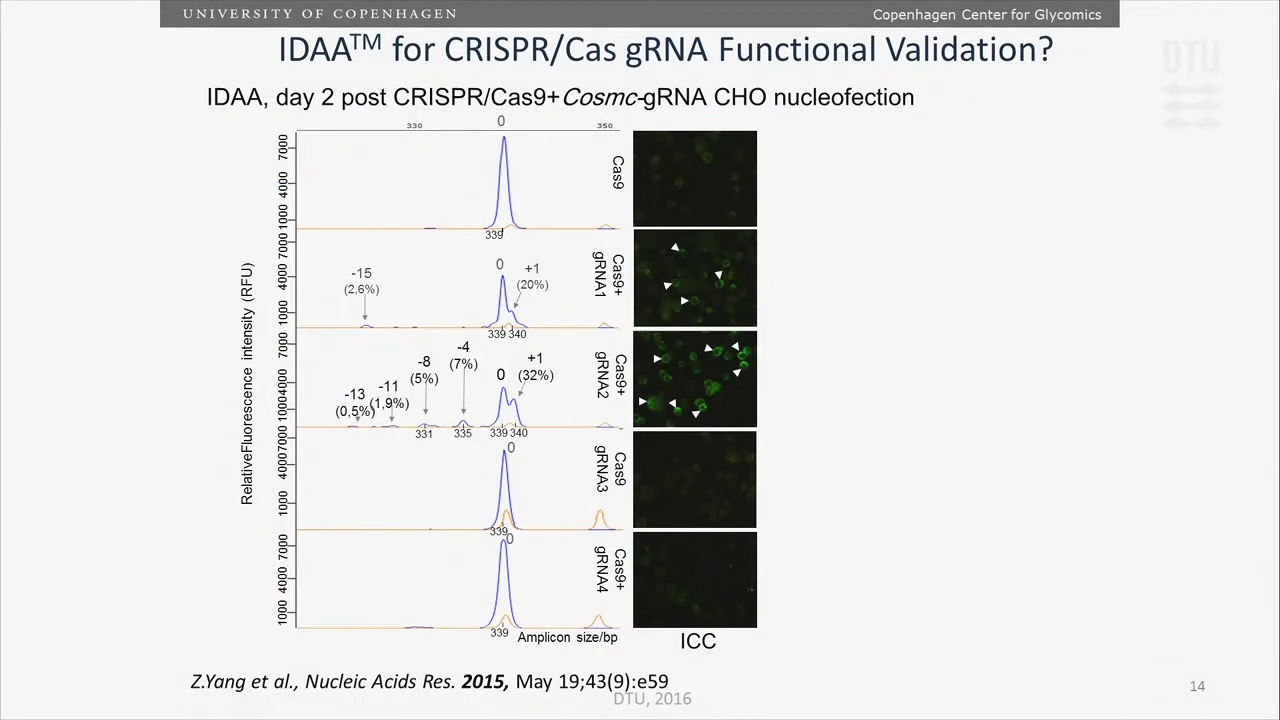 UNIVERSITY OF COPENHAGEN
Copenhagen Center for Glycomics
IDAA™ for CRISPR/Cas gRNA Functional Validation?
DTU
IDAA, day 2 post CRISPR/Cas9+Cosmc-gRNA CHO nucleofection
330 0 350
7000
4000
1000
339
Cas9
7000
4000
1000
-15
(2,6%)
0
+1
(20%)
339 340
Cas9+
gRNA1
7000
4000
1000
-13
(0,5%)
-11
(1,9%)
-8
(5%)
-4
(7%)
0
+1
(32%)
331 335 339 340
Cas9+
gRNA2
7000
4000
1000
0
339
Cas9
gRNA3
7000
4000
1000
0
339
Cas9+
gRNA4
RelativeFluorescence intensity (RFU)
Amplicon size/bp
ICC
Z.Yang et al., Nucleic Acids Res. 2015, May 19;43(9):e59
DTU, 2016
14